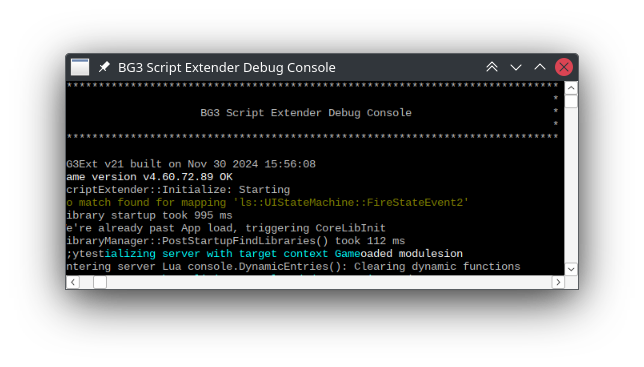 BG3 Script Extender Debug Console
******************************************************************************
*
BG3 Script Extender Debug Console *
*
******************************************************************************
G3Ext v21 built on Nov 30 2024 15:56:08
ame version v4.60.72.89 OK
criptExtender::Initialize: Starting
o match found for mapping 'ls::UIStateMachine::FireStateEvent2'
ibrary startup took 995 ms
e're already past App load, triggering CoreLibInit
ibraryManager::PostStartupFindLibraries() took 112 ms
;ytestializing server with target context Gameoaded modulesion
ntering server Lua console.DynamicEntries(): Clearing dynamic functions